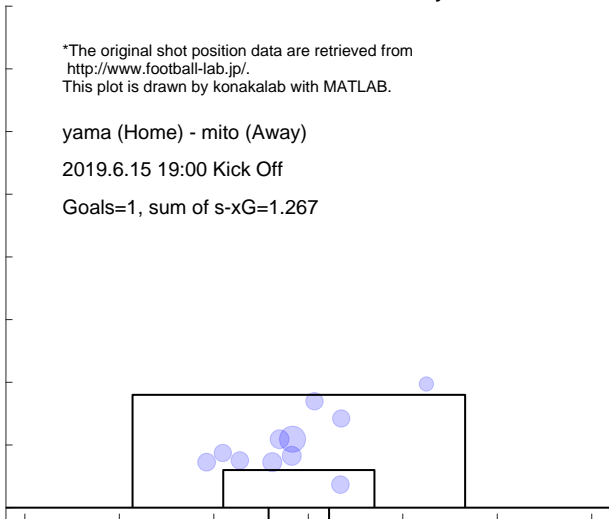 *The original shot position data are retrieved from
http://www.football-lab.jp/.
This plot is drawn by konakalab with MATLAB.
yama (Home) - mito (Away)
2019.6.15 19:00 Kick Off
Goals=1, sum of s-xG=1.267